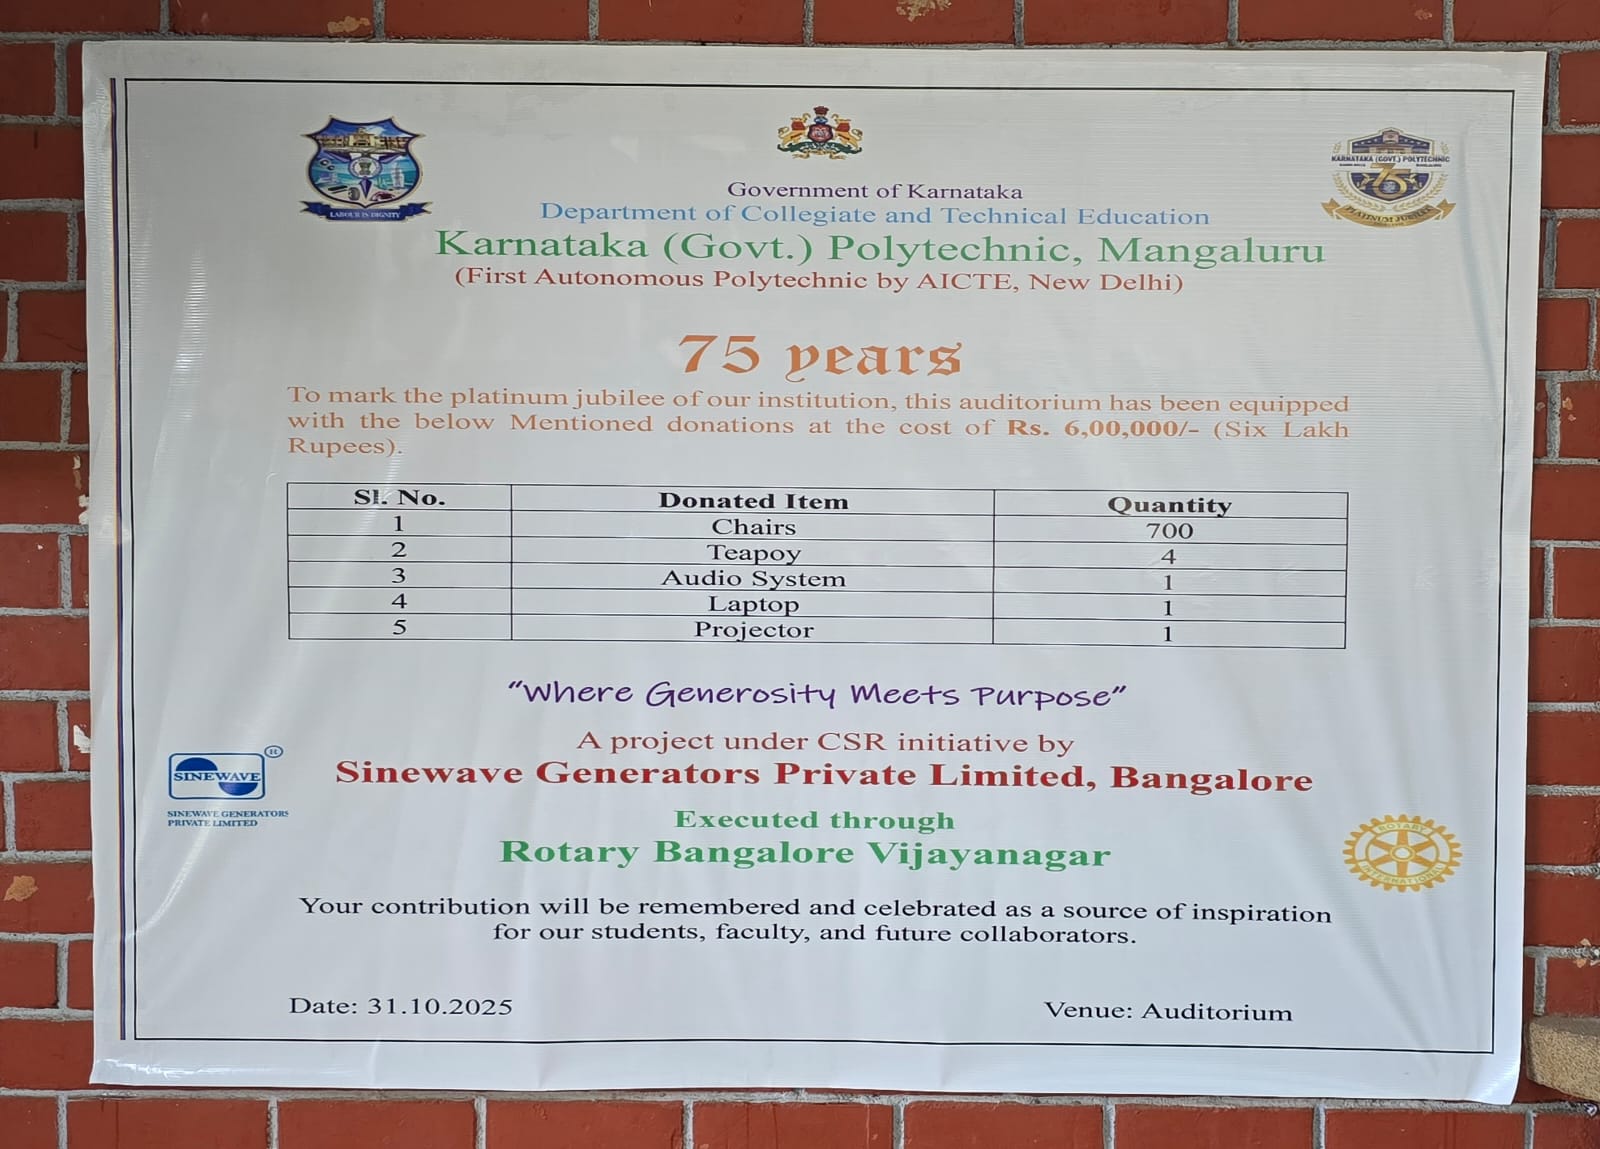 LABOUR IS DIGNITY
KARNATAKA (GOVT.) POLYTECHNIC
75
PLATINUM JUBILEE
Government of Karnataka
Department of Collegiate and Technical Education
Karnataka (Govt.) Polytechnic, Mangaluru
(First Autonomous Polytechnic by AICTE, New Delhi)
75 years
To mark the platinum jubilee of our institution, this auditorium has been equipped
with the below Mentioned donations at the cost of Rs. 6,00,000/- (Six Lakh
Rupees).
Sl. No. Donated Item Quantity
1 Chairs 700
2 Teapoy 4
3 Audio System 1
4 Laptop 1
5 Projector 1
“Where Generosity Meets Purpose”
A project under CSR initiative by
Sinewave Generators Private Limited, Bangalore
SINEWAVE ®
SINEWAVE GENERATORS
PRIVATE LIMITED
Executed through
Rotary Bangalore Vijayanagar
ROTARY
INTERNATIONAL
Your contribution will be remembered and celebrated as a source of inspiration
for our students, faculty, and future collaborators.
Date: 31.10.2025 Venue: Auditorium